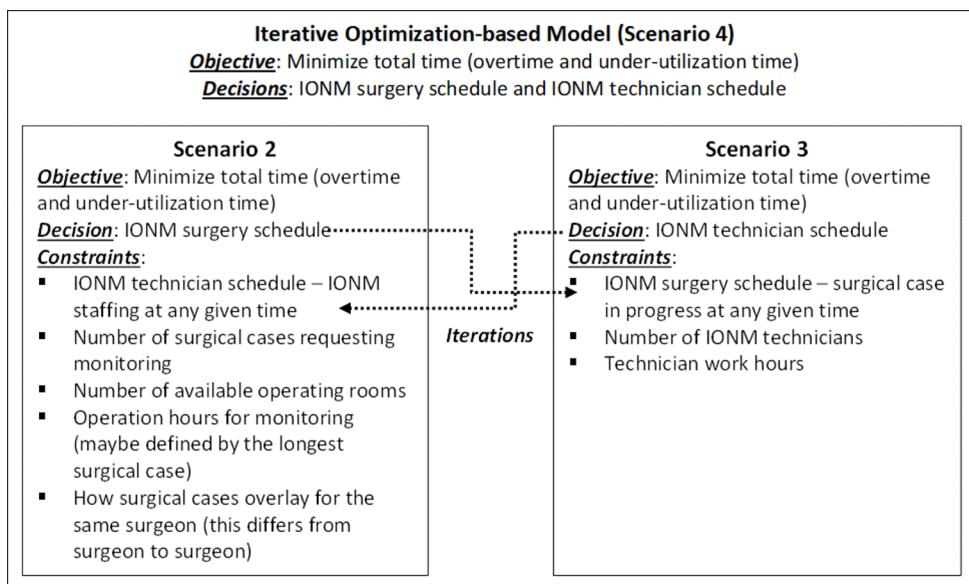 Iterative Optimization-based Model (Scenario 4)
Objective: Minimize total time (overtime and under-utilization time)
Decisions: IONM surgery schedule and IONM technician schedule
Scenario 2
Objective: Minimize total time (overtime
and under-utilization time)
Decision: IONM surgery schedule
Constraints:
▪ IONM technician schedule – IONM
staffing at any given time
▪ Number of surgical cases requesting
monitoring
▪ Number of available operating rooms
▪ Operation hours for monitoring
(maybe defined by the longest
surgical case)
▪ How surgical cases overlay for the
same surgeon (this differs from
surgeon to surgeon)
Iterations
Scenario 3
Objective: Minimize total time (overtime
and under-utilization time)
Decision: IONM technician schedule
Constraints:
▪ IONM surgery schedule – surgical case
in progress at any given time
▪ Number of IONM technicians
▪ Technician work hours